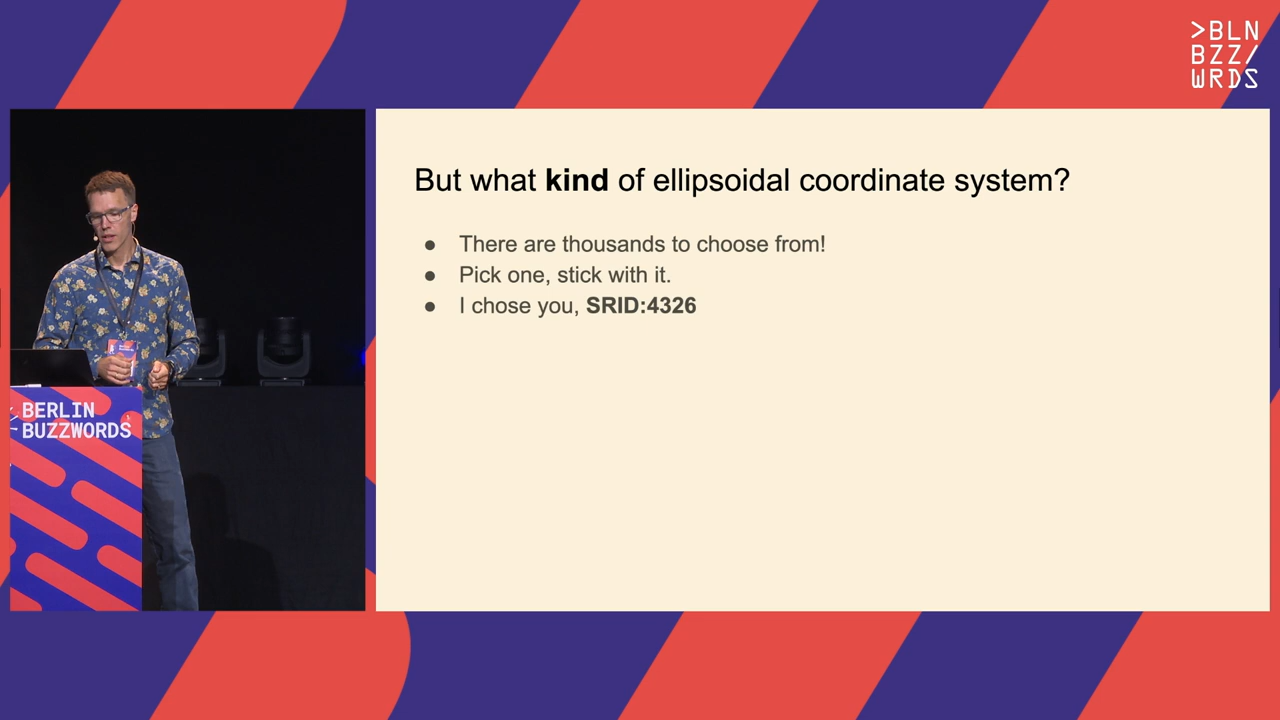 >BLN
BZZ/
WRDS
But what kind of ellipsoidal coordinate system?
● There are thousands to choose from!
● Pick one, stick with it.
● I chose you, SRID:4326
BERLIN
BUZZWORDS